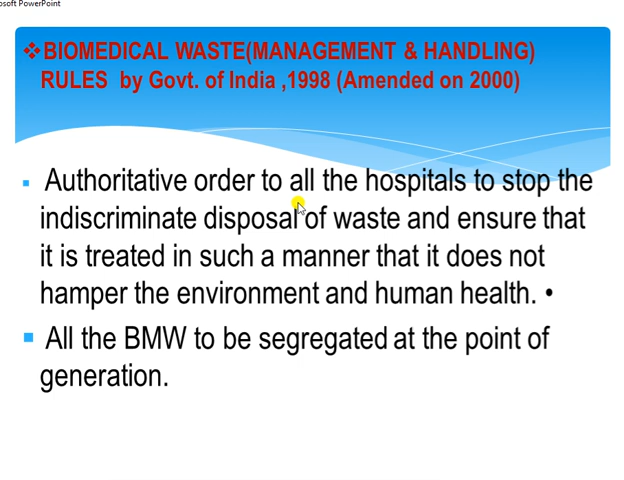 osoft PowerPoint
❖BIOMEDICAL WASTE(MANAGEMENT & HANDLING)
RULES by Govt. of India ,1998 (Amended on 2000)
▪ Authoritative order to all the hospitals to stop the
indiscriminate disposal of waste and ensure that
it is treated in such a manner that it does not
hamper the environment and human health. •
▪ All the BMW to be segregated at the point of
generation.